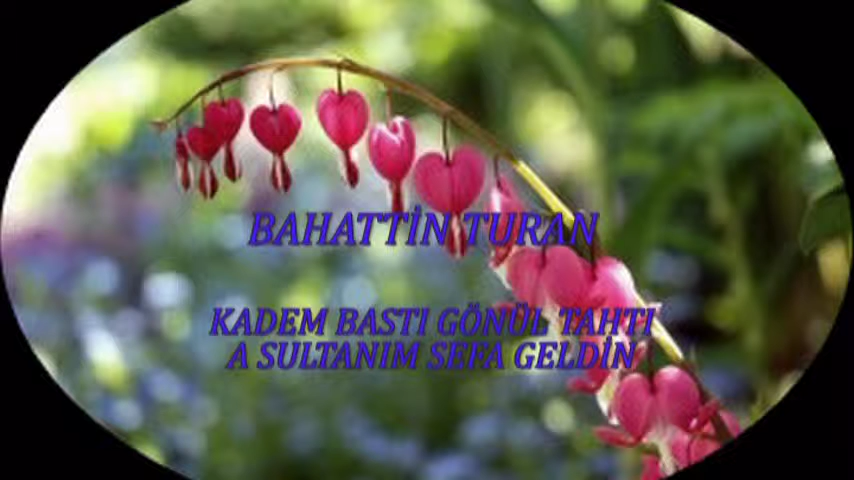 BAHATTİN TURAN
KADEM BASTI GÖNÜL TAHTI
A SULTANIM SEFA GELDİN